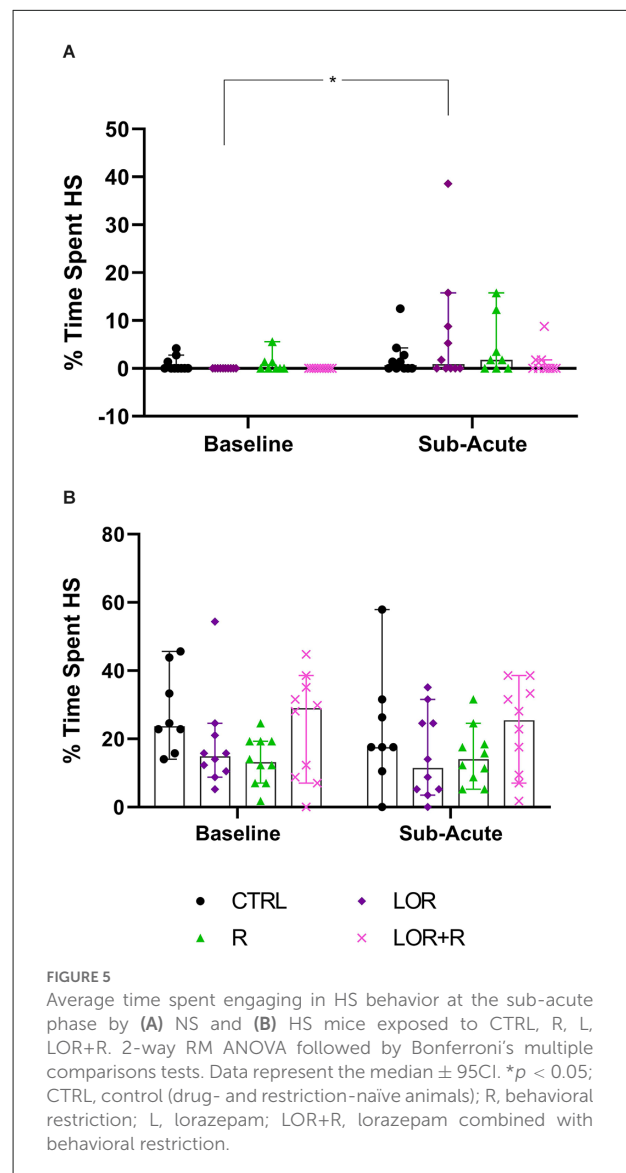 A
*
% Time Spent HS
50
40
30
20
10
0
-10
Baseline
Sub-Acute
B
% Time Spent HS
80
60
40
20
0
Baseline
Sub-Acute
CTRL
LOR
R
LOR+R
FIGURE 5
Average time spent engaging in HS behavior at the sub-acute
phase by (A) NS and (B) HS mice exposed to CTRL, R, L,
LOR+R. 2-way RM ANOVA followed by Bonferroni's multiple
comparisons tests. Data represent the median ± 95CI. *p < 0.05;
CTRL, control (drug- and restriction-naïve animals); R, behavioral
restriction; L, lorazepam; LOR+R, lorazepam combined with
behavioral restriction.